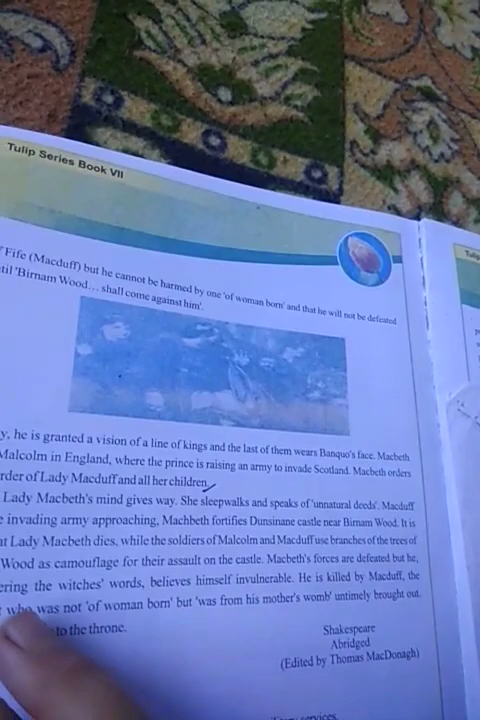 Tulip Series Book VII
Fife (Macduff) but he cannot be harmed by one 'of woman born' and that he will not be defeated
til 'Birnam Wood... shall come against him'.
y, he is granted a vision of a line of kings and the last of them wears Banquo's face. Macbeth
Malcolm in England, where the prince is raising an army to invade Scotland. Macbeth orders
rder of Lady Macduff and all her children.
Lady Macbeth's mind gives way. She sleepwalks and speaks of 'unnatural deeds'. Macduff
e invading army approaching, Machbeth fortifies Dunsinane castle near Birnam Wood. It is
at Lady Macbeth dies, while the soldiers of Malcolm and Macduff use branches of the trees of
Wood as camouflage for their assault on the castle. Macbeth's forces are defeated but he,
ering the witches' words, believes himself invulnerable. He is killed by Macduff, the
who was not 'of woman born' but 'was from his mother's womb' untimely brought out.
to the throne.
Shakespeare
Abridged
(Edited by Thomas MacDonagh)
services